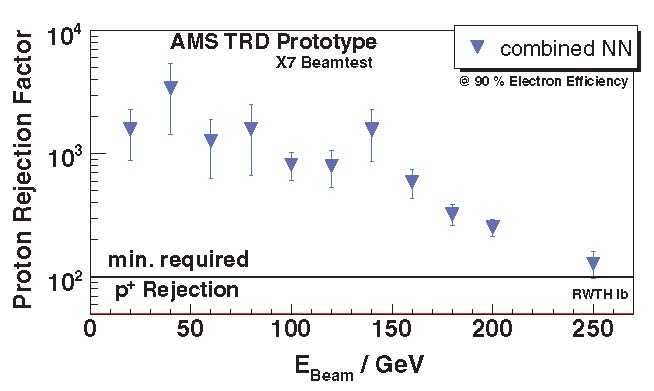 AMS TRD Prototype
X7 Beamtest
combined NN
@ 90 % Electron Efficiency
Proton Rejection Factor
10⁴
10³
10²
min. required
p⁺ Rejection
RWTH Ib
0 50 100 150 200 250
E_Beam / GeV